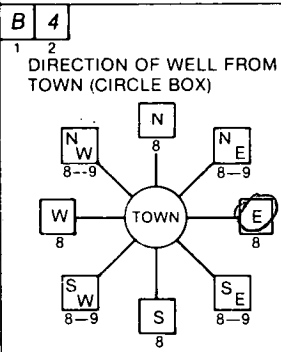 B 4
1 2
DIRECTION OF WELL FROM
TOWN (CIRCLE BOX)
N
8
N W
8--9
N E
8—9
W
8
TOWN
E
8
S W
8—9
S E
8—9
S
8